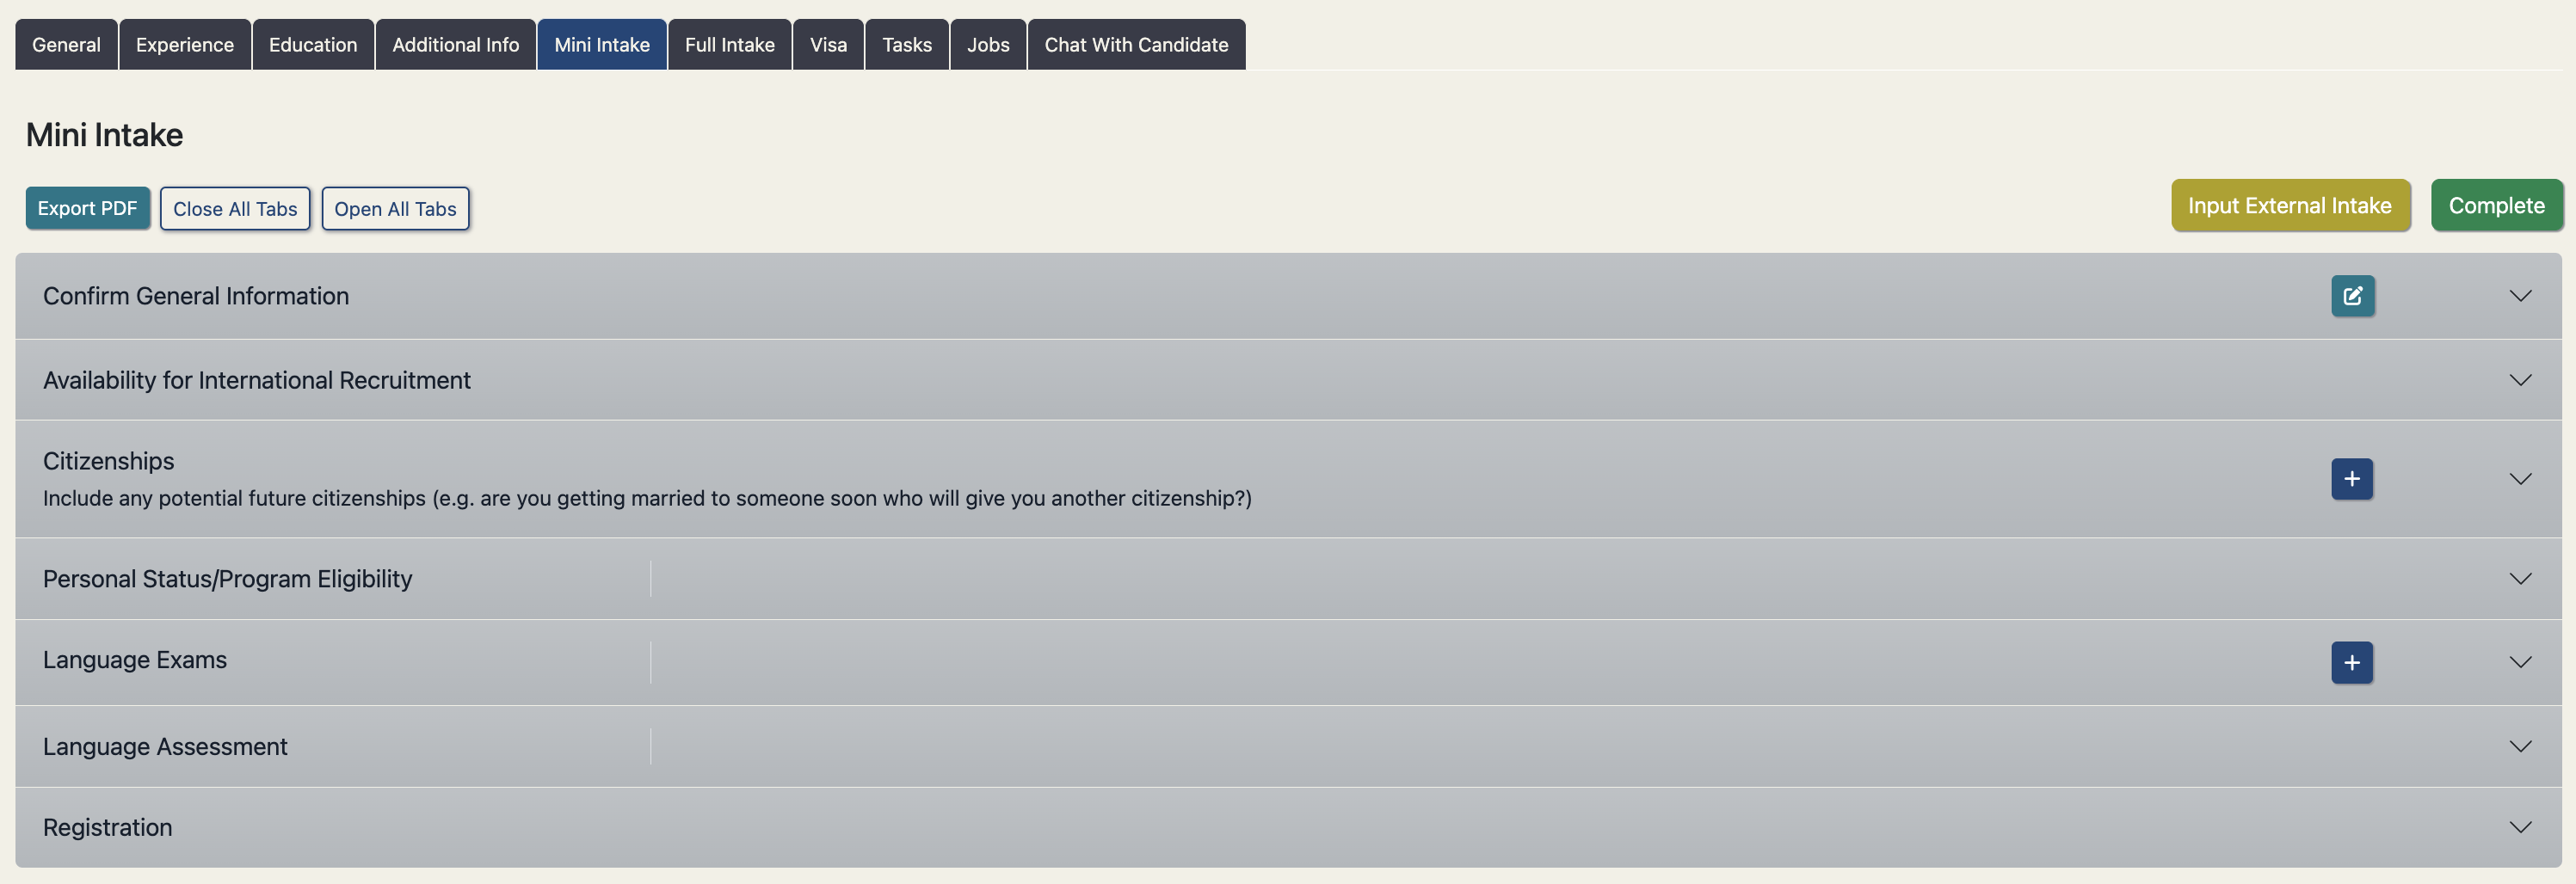 General Experience Education Additional Info Mini Intake Full Intake Visa Tasks Jobs Chat With Candidate
Mini Intake
Export PDF Close All Tabs Open All Tabs Input External Intake Complete
Confirm General Information
Availability for International Recruitment
Citizenships
Include any potential future citizenships (e.g. are you getting married to someone soon who will give you another citizenship?)
Personal Status/Program Eligibility
Language Exams
Language Assessment
Registration